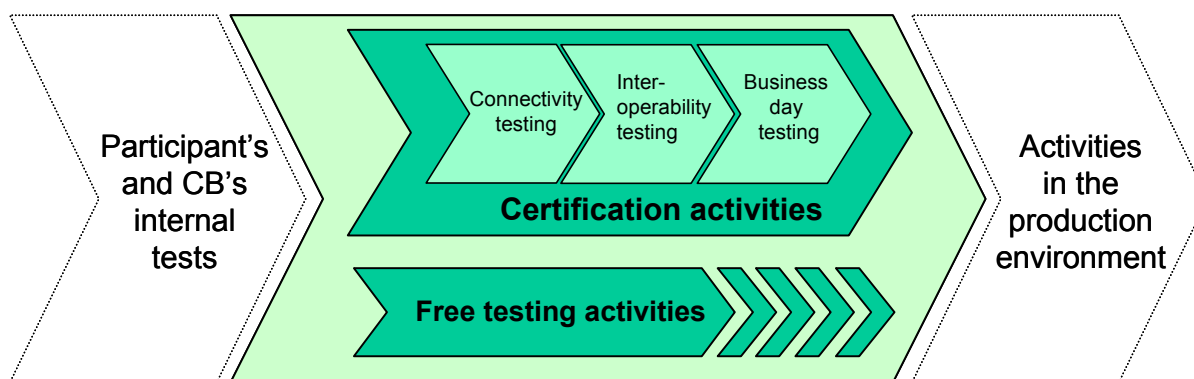 Participant's
and CB's
internal
tests
Connectivity
testing
Inter-
operability
testing
Business
day
testing
Certification activities
Free testing activities
Activities
in the
production
environment